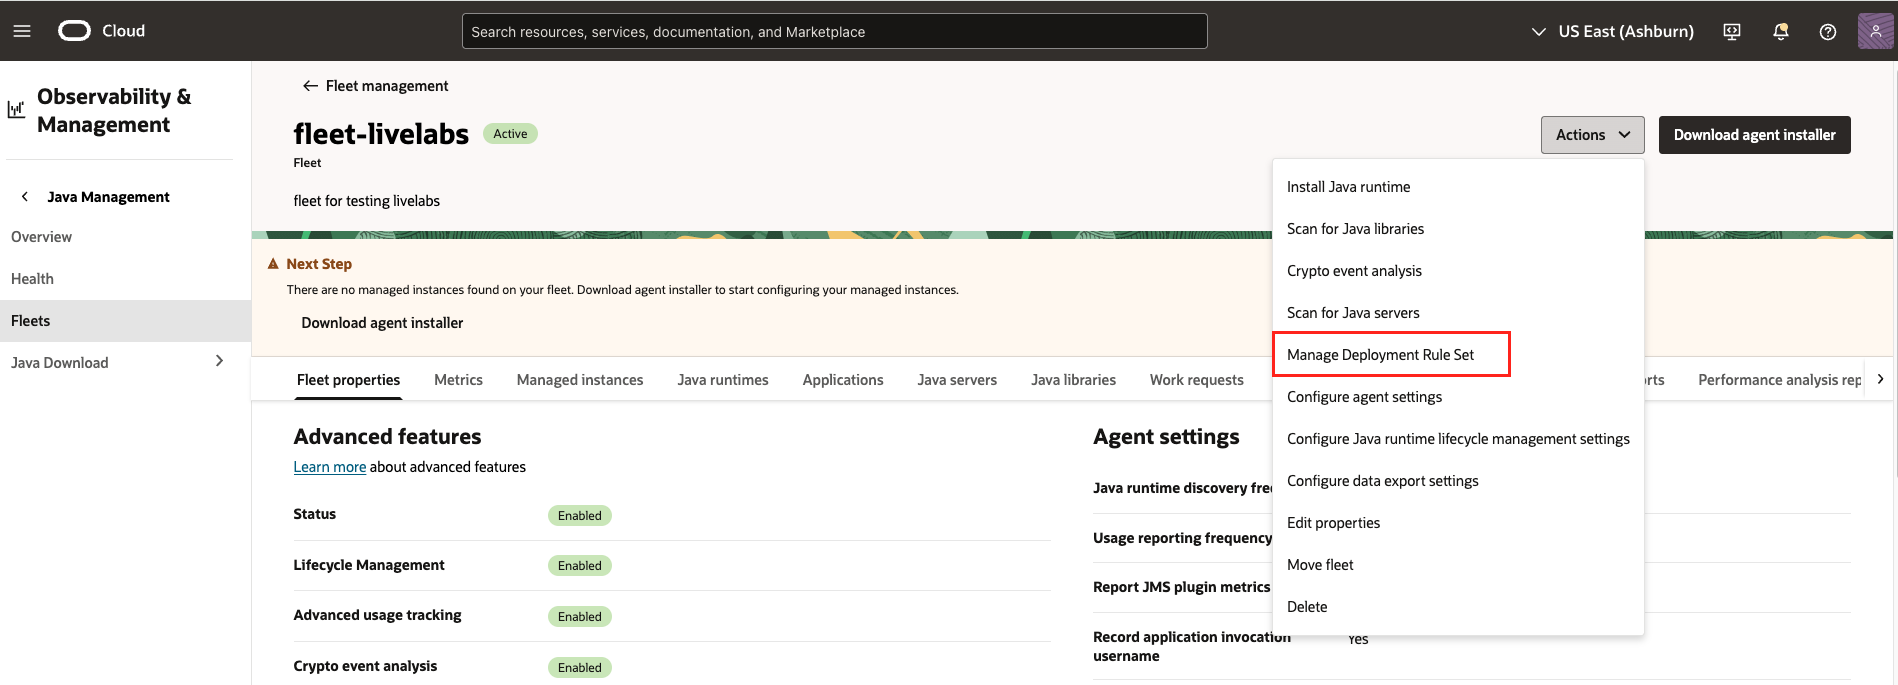 Cloud
Search resources, services, documentation, and Marketplace
US East (Ashburn)
Observability &
Management
Java Management
Overview
Health
Fleets
Java Download
Fleet management
fleet-livelabs
Active
Fleet
fleet for testing livelabs
Actions
Download agent installer
Install Java runtime
Scan for Java libraries
Crypto event analysis
Scan for Java servers
Manage Deployment Rule Set
Configure agent settings
Configure Java runtime lifecycle management settings
Configure data export settings
Edit properties
Move fleet
Delete
Next Step
There are no managed instances found on your fleet. Download agent installer to start configuring your managed instances.
Download agent installer
Fleet properties
Metrics
Managed instances
Java runtimes
Applications
Java servers
Java libraries
Work requests
rts
Performance analysis rep
Advanced features
Learn more about advanced features
Status
Enabled
Lifecycle Management
Enabled
Advanced usage tracking
Enabled
Crypto event analysis
Enabled
Agent settings
Java runtime discovery fre
Usage reporting frequency
Report JMS plugin metrics
Record application invocation
username
Yes